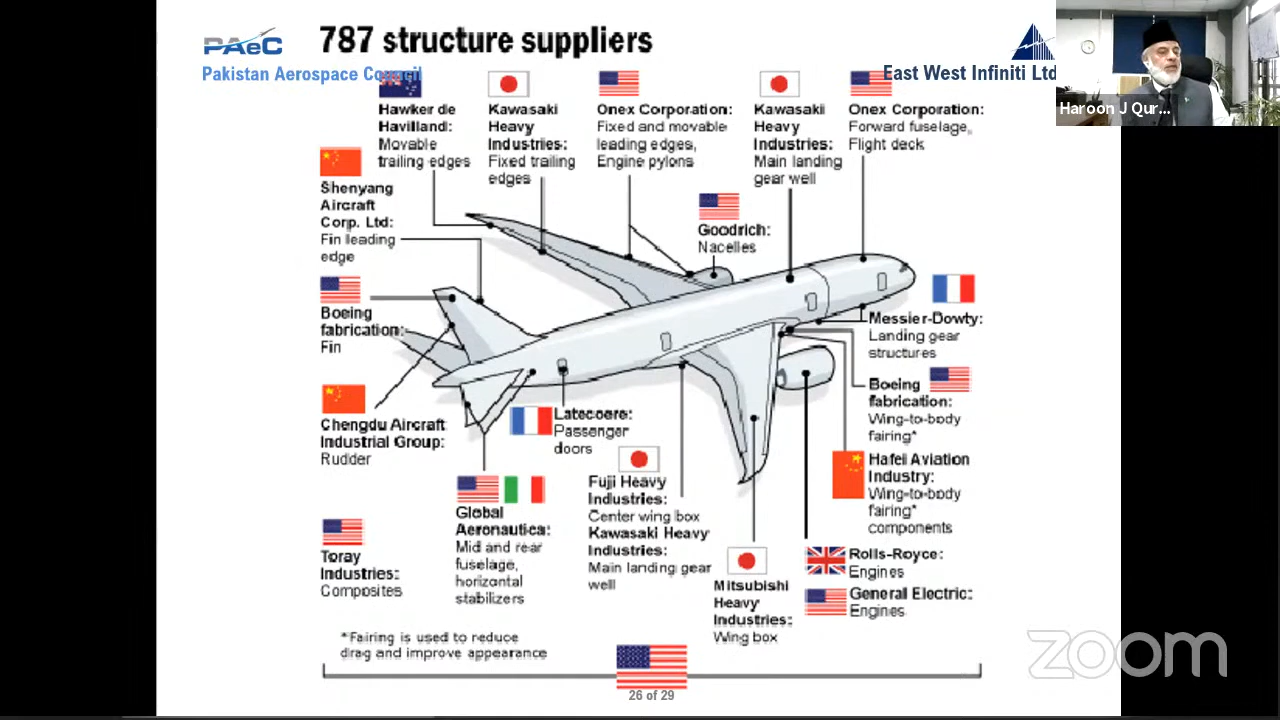 PAeC
Pakistan Aerospace Council
787 structure suppliers
East West Infiniti Ltd
Haroon J Qur...
Hawker de
Havilland:
Movable
trailing edges
Kawasaki
Heavy
Industries:
Fixed trailing
edges
Onex Corporation:
Fixed and movable
leading edges,
Engine pylons
Kawasaki
Heavy
Industries:
Main landing
gear well
Onex Corporation:
Forward fuselage,
Flight deck
Shenyang
Aircraft
Corp. Ltd:
Fin leading
edge
Goodrich:
Nacelles
Boeing
fabrication:
Fin
Messier-Dowty:
Landing gear
structures
Boeing
fabrication:
Wing-to-body
fairing*
Chengdu Aircraft
Industrial Group:
Rudder
Latecoere:
Passenger
doors
Hafei Aviation
Industry:
Wing-to-body
fairing*
components
Global
Aeronautica:
Mid and rear
fuselage,
horizontal
stabilizers
Fuji Heavy
Industries:
Center wing box
Kawasaki Heavy
Industries:
Main landing gear
well
Toray
Industries:
Composites
Mitsubishi
Heavy
Industries:
Wing box
Rolls-Royce:
Engines
General Electric:
Engines
*Fairing is used to reduce
drag and improve appearance
26 of 29
zoom